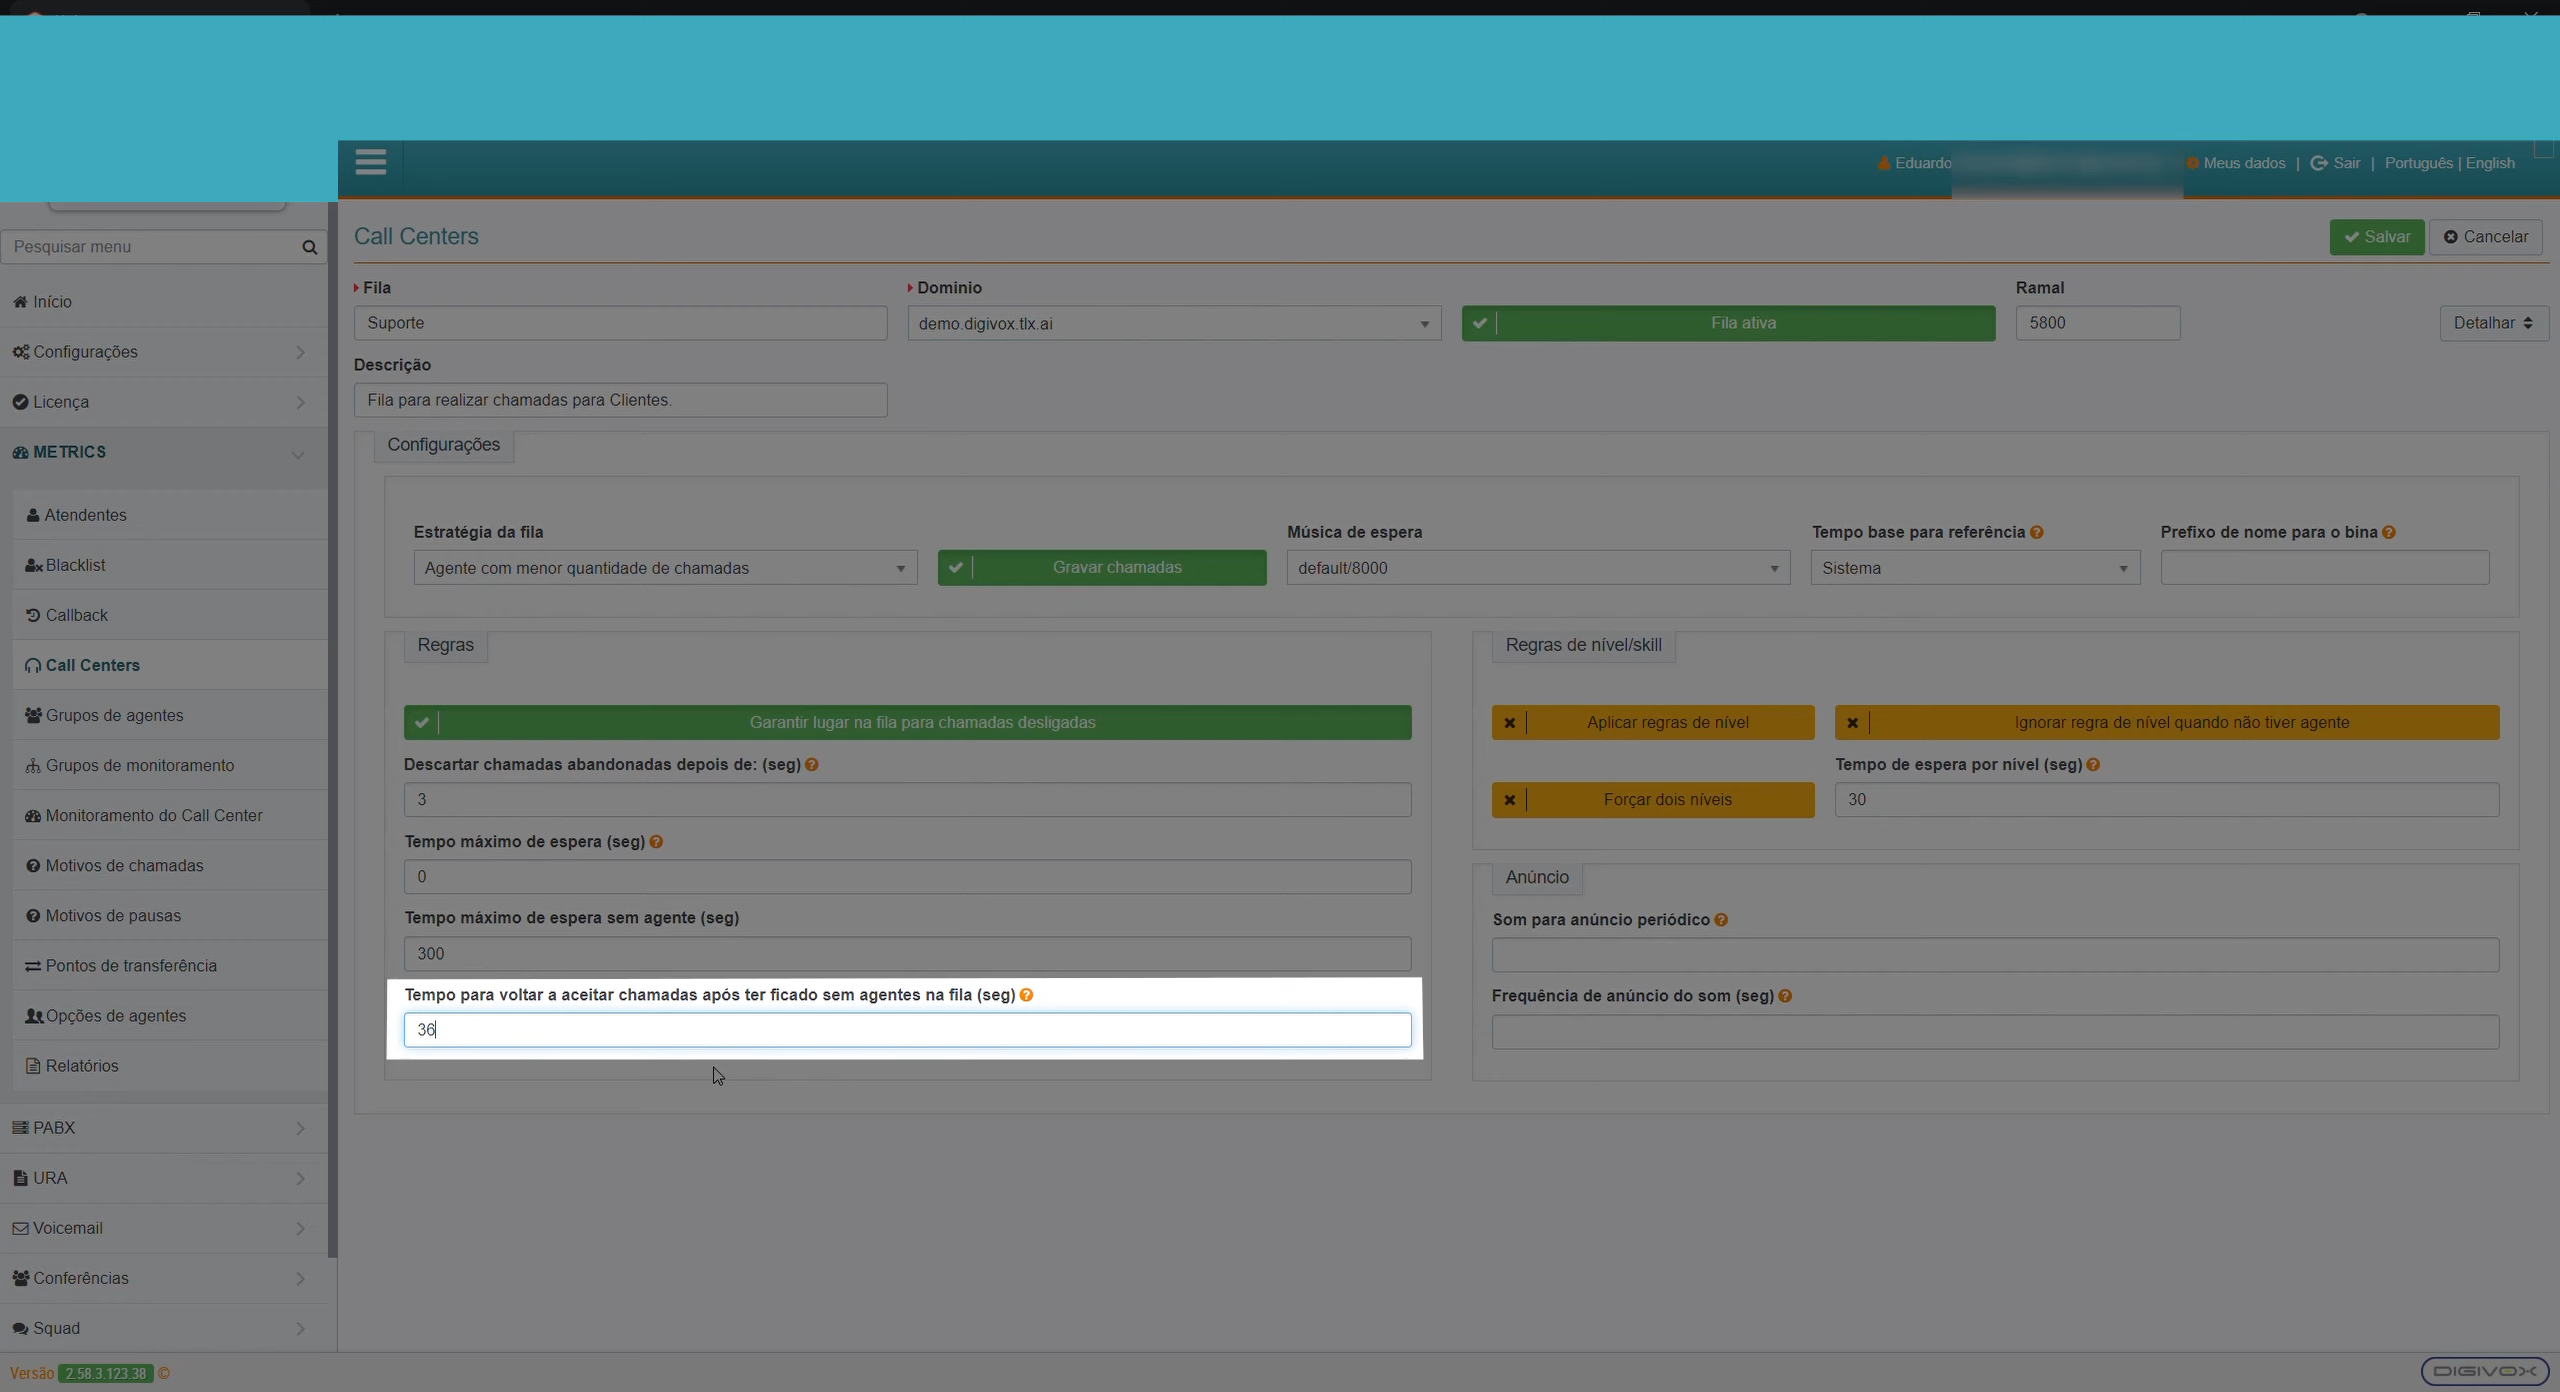 Eduardo
Meus dados | Sair | Português | English
Pesquisar menu
Início
Configurações
Licença
METRICS
Atendentes
Blacklist
Callback
Call Centers
Grupos de agentes
Grupos de monitoramento
Monitoramento do Call Center
Motivos de chamadas
Motivos de pausas
Pontos de transferência
Opções de agentes
Relatórios
PABX
URA
Voicemail
Conferências
Squad
Call Centers
Salvar
Cancelar
Fila
Dominio
Ramal
Suporte
demo.digivox.tlx.ai
Fila ativa
5800
Detalhar
Descrição
Fila para realizar chamadas para Clientes.
Configurações
Estratégia da fila
Música de espera
Tempo base para referência
Prefixo de nome para o bina
Agente com menor quantidade de chamadas
Gravar chamadas
default/8000
Sistema
Regras
Garantir lugar na fila para chamadas desligadas
Descartar chamadas abandonadas depois de: (seg)
3
Tempo máximo de espera (seg)
0
Tempo máximo de espera sem agente (seg)
300
Tempo para voltar a aceitar chamadas após ter ficado sem agentes na fila (seg)
36
Regras de nível/skill
Aplicar regras de nível
Ignorar regra de nível quando não tiver agente
Tempo de espera por nível (seg)
Forçar dois níveis
30
Anúncio
Som para anúncio periódico
Frequência de anúncio do som (seg)
Versão 2.58.3.123.38 ©
DIGIVOX